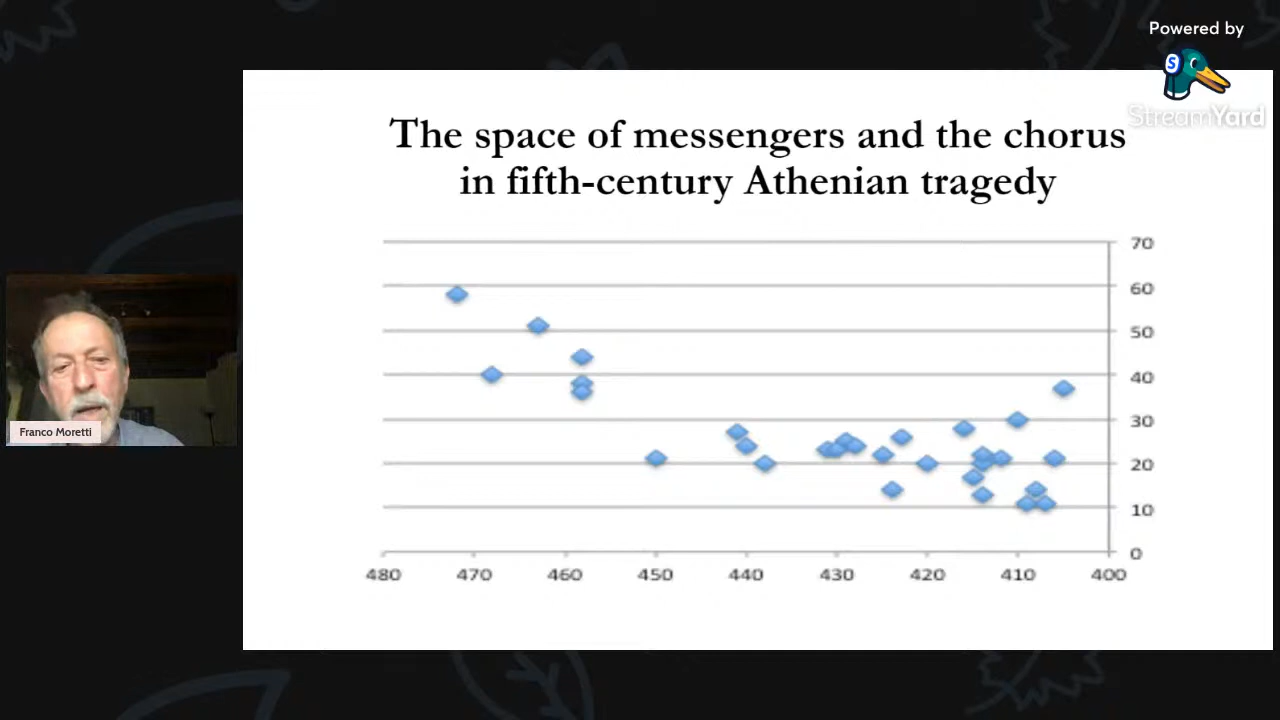 Powered by
StreamYard
The space of messengers and the chorus
in fifth-century Athenian tragedy
70
60
50
40
30
20
10
0
480 470 460 450 440 430 420 410 400
Franco Moretti
S